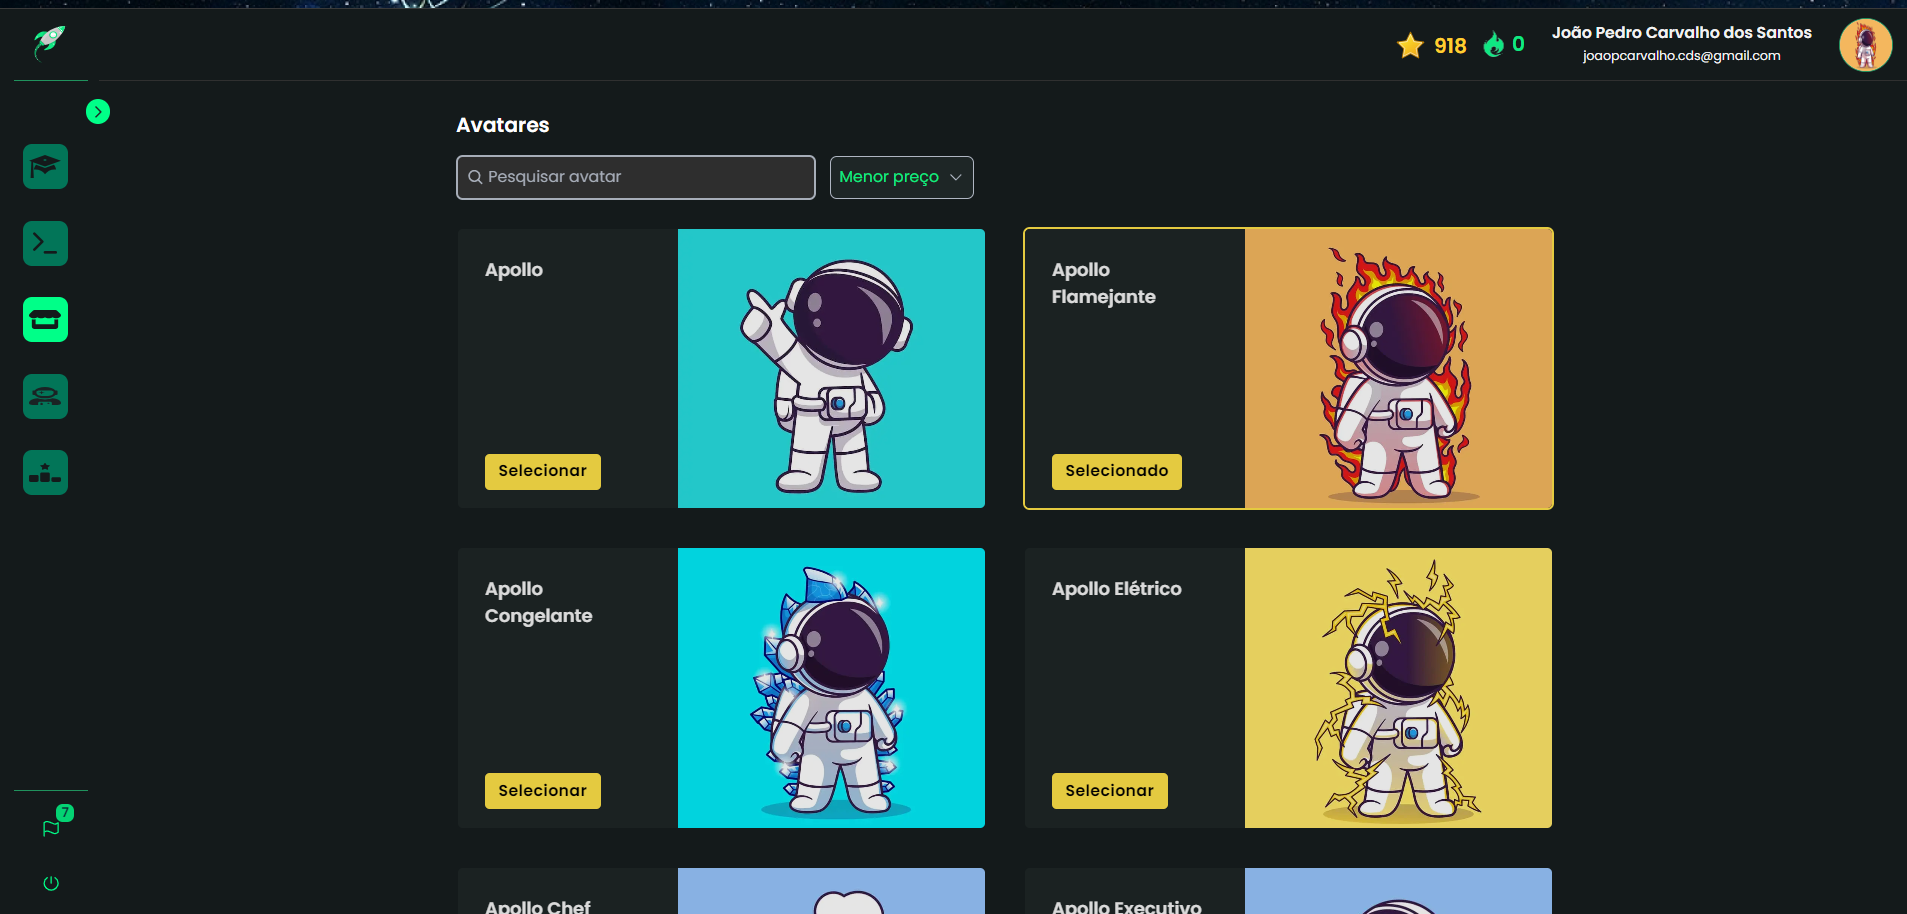 918
0
João Pedro Carvalho dos Santos
joaopcarvalho.cds@gmail.com
Avatares
Pesquisar avatar
Menor preço
Apollo
Selecionar
Apollo
Flamejante
Selecionado
Apollo
Congelante
Selecionar
Apollo Elétrico
Selecionar
7
Apollo Chef
Apollo Executivo